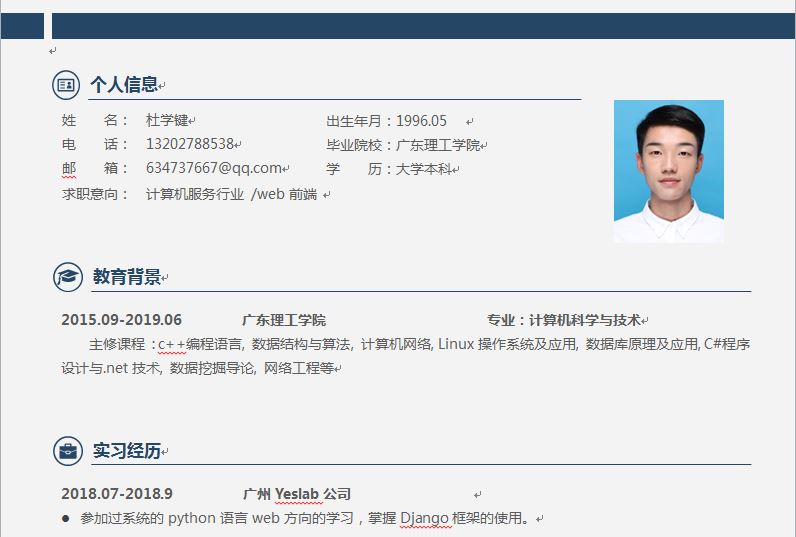 个人信息
姓 名： 杜学键 出生年月：1996.05
电 话： 13202788538 毕业院校：广东理工学院
邮 箱： 634737667@qq.com 学 历：大学本科
求职意向： 计算机服务行业 /web 前端
教育背景
2015.09-2019.06 广东理工学院 专业：计算机科学与技术
主修课程：c++编程语言, 数据结构与算法, 计算机网络, Linux 操作系统及应用, 数据库原理及应用, C#程序
设计与.net 技术, 数据挖掘导论, 网络工程等
实习经历
2018.07-2018.9 广州 Yeslab 公司
● 参加过系统的 python 语言 web 方向的学习，掌握 Django 框架的使用。